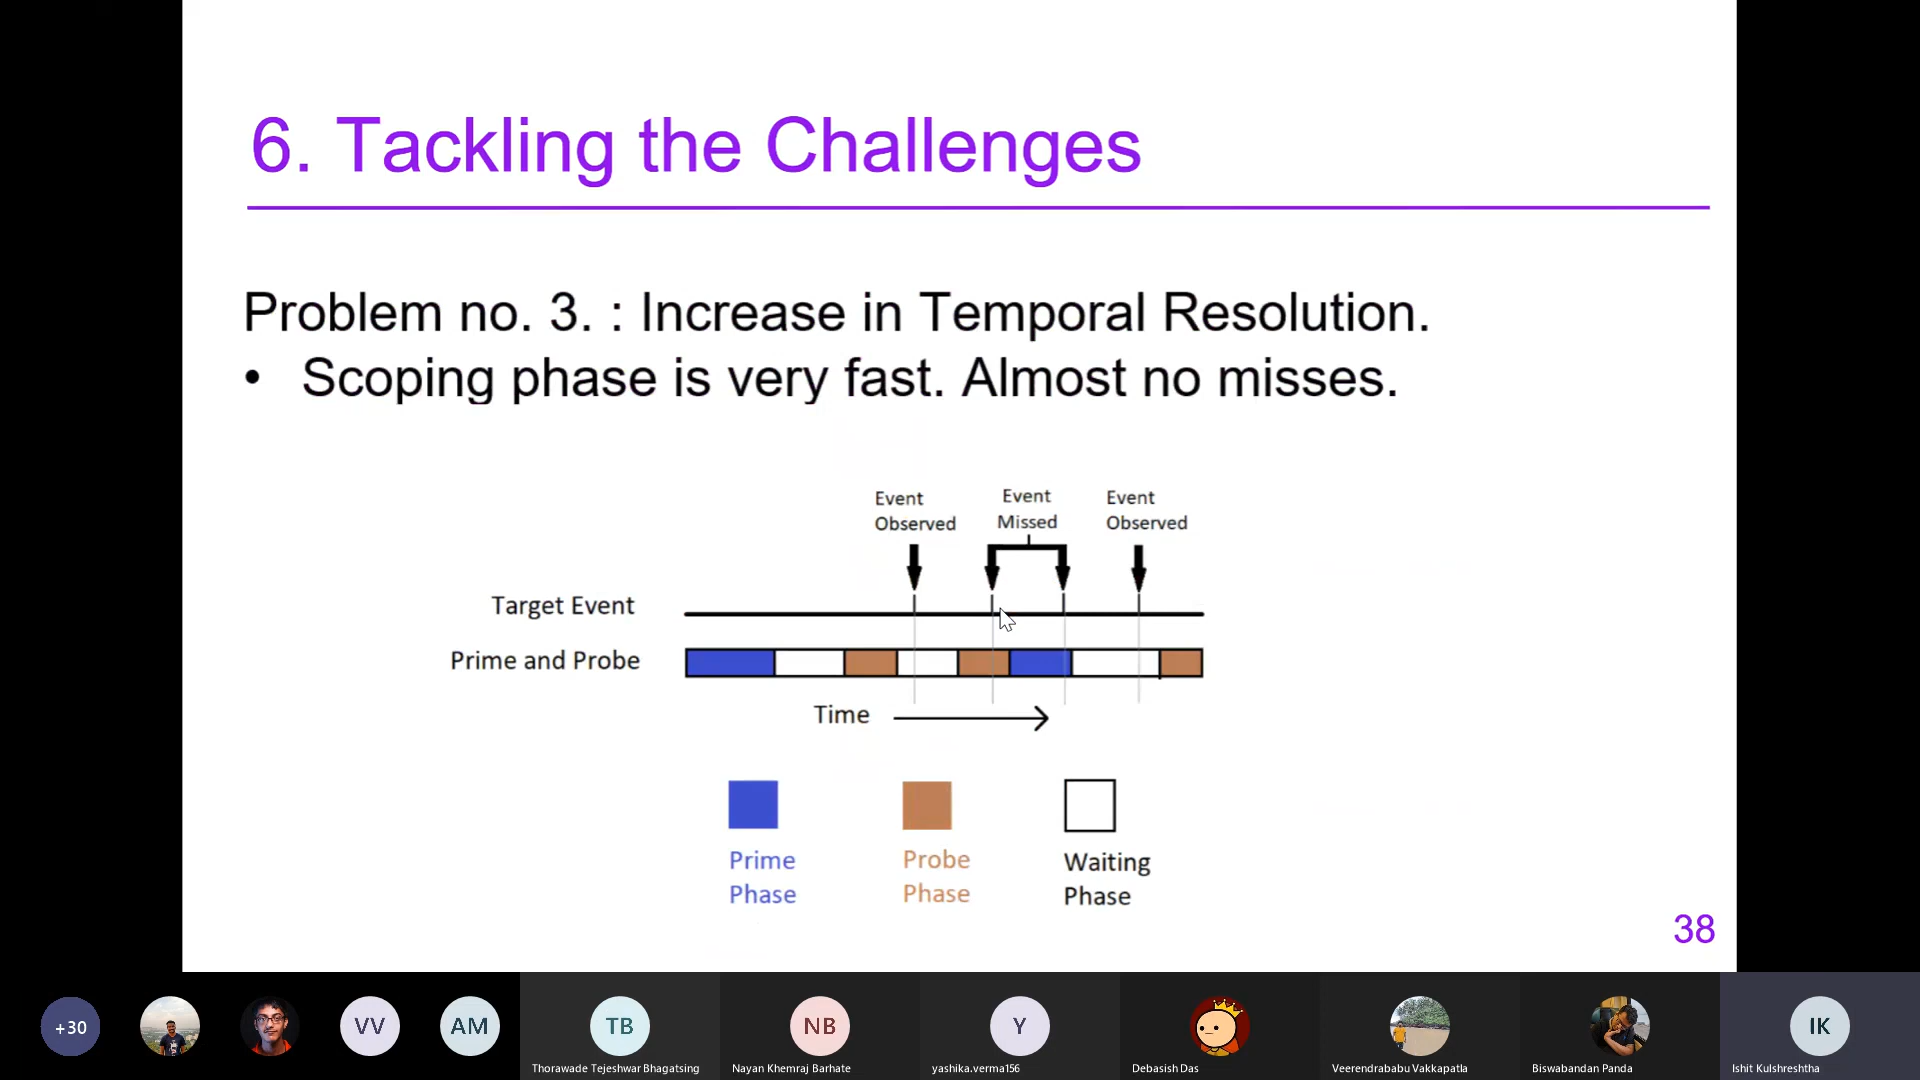 6. Tackling the Challenges
Problem no. 3. : Increase in Temporal Resolution.
• Scoping phase is very fast. Almost no misses.
Event Observed
Event Missed
Event Observed
Target Event
Prime and Probe
Time
Prime Phase
Probe Phase
Waiting Phase
38
+30
VV
AM
TB
Thorawade Tejeshwar Bhagatsing
NB
Nayan Khemraj Barhate
Y
yashika.verma156
Debasish Das
Veerendrababu Vakkapatla
Biswabandan Panda
IK
Ishit Kulshreshtha